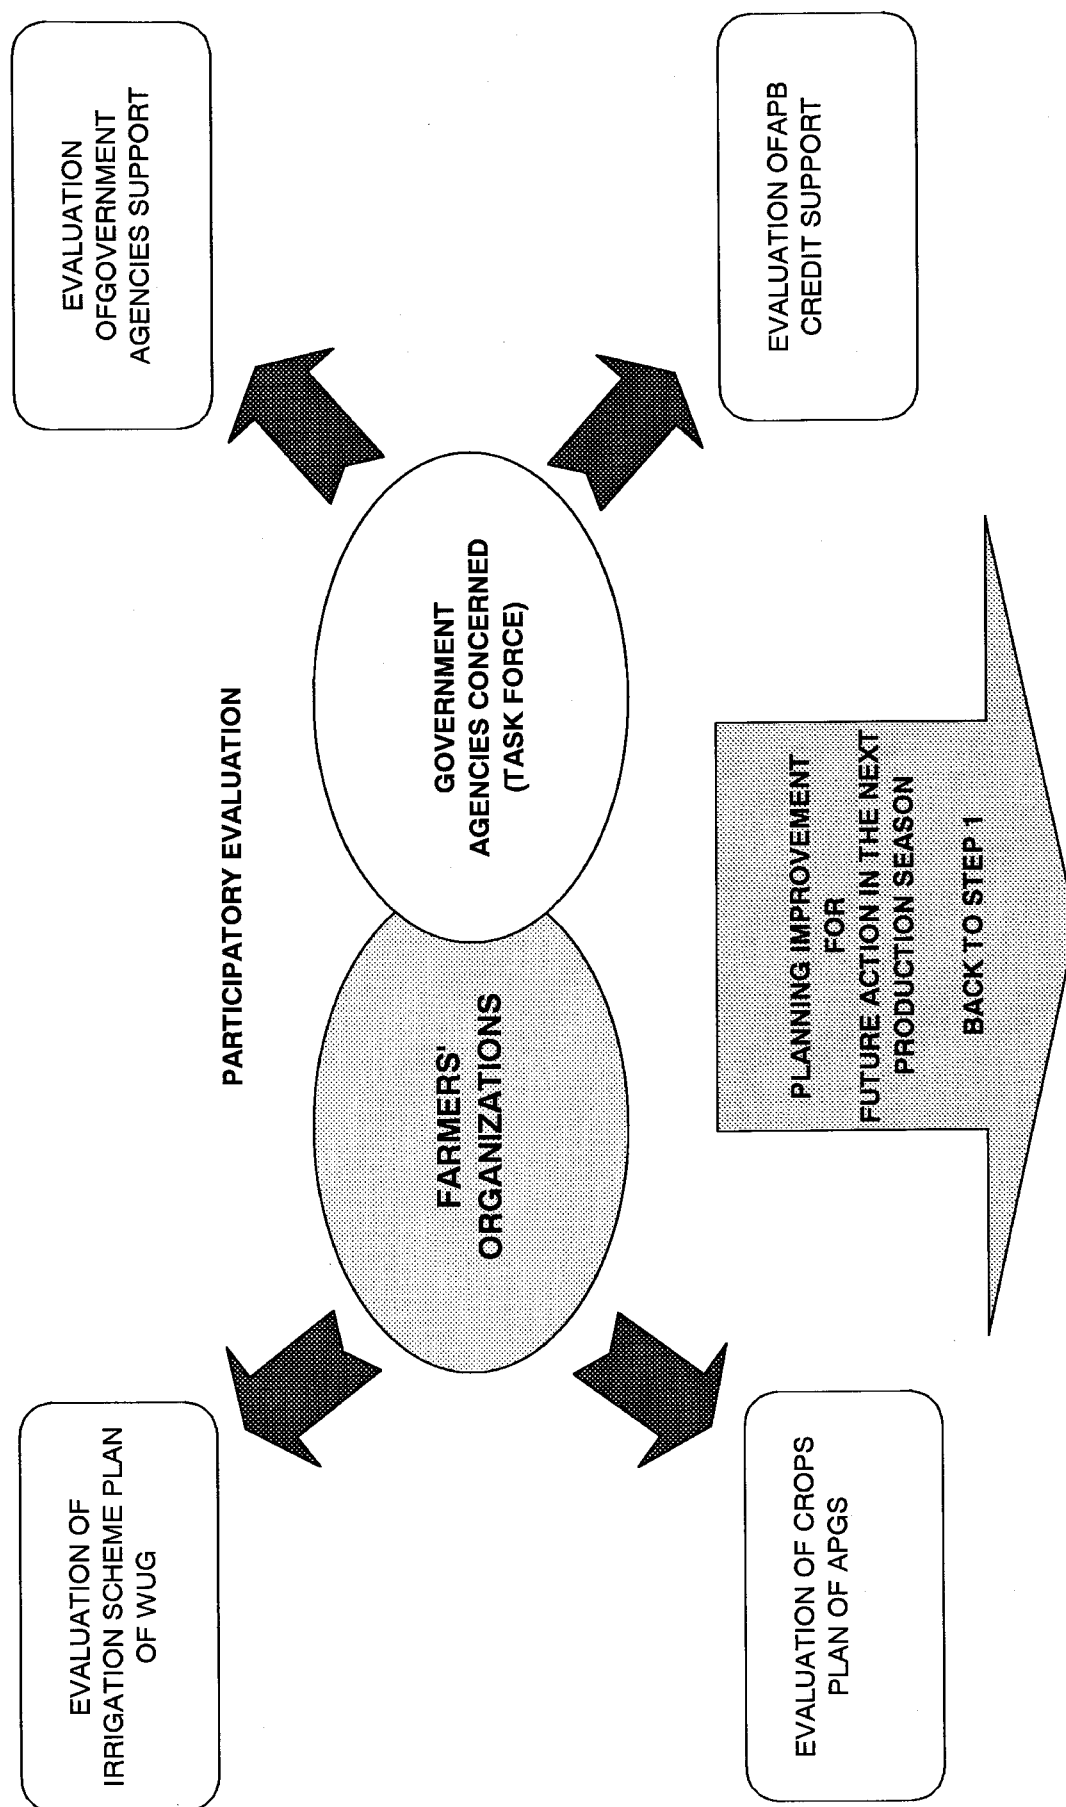 PARTICIPATORY EVALUATION
EVALUATION OF
IRRIGATION SCHEME PLAN
OF WUG
EVALUATION
OFGOVERNMENT
AGENCIES SUPPORT
FARMERS'
ORGANIZATIONS
GOVERNMENT
AGENCIES CONCERNED
(TASK FORCE)
EVALUATION OF CROPS
PLAN OF APGS
EVALUATION OFAPB
CREDIT SUPPORT
PLANNING IMPROVEMENT
FOR
FUTURE ACTION IN THE NEXT
PRODUCTION SEASON
BACK TO STEP 1